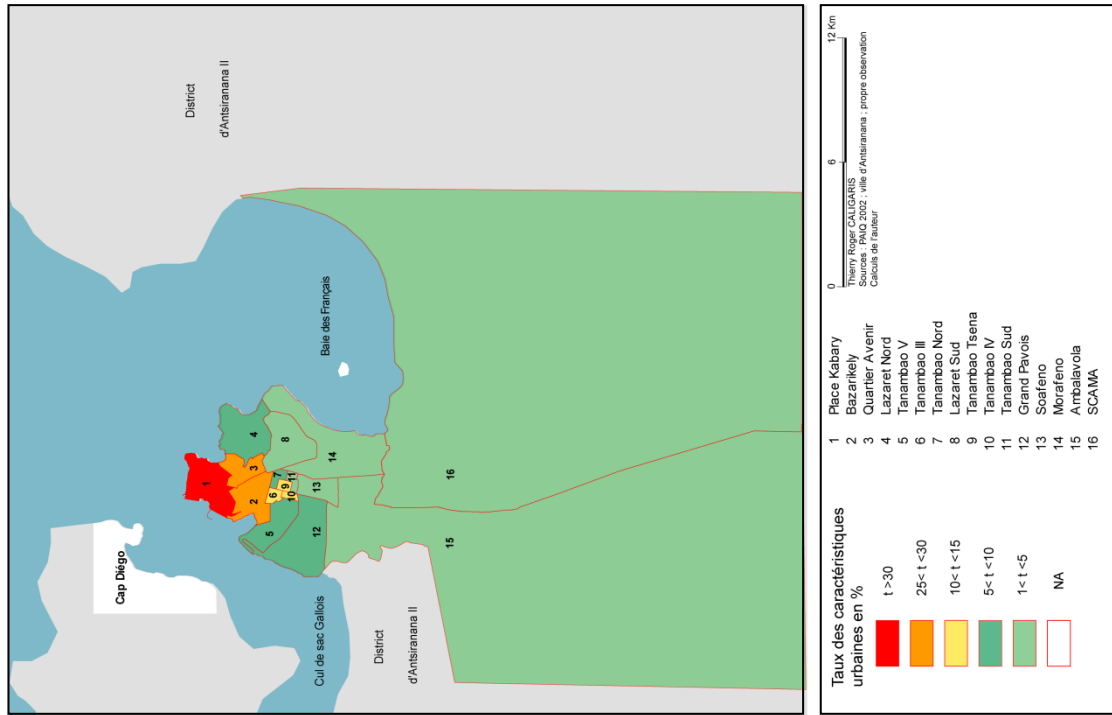 District
d'Antsiranana II
Cap Diégo
Baie des Français
Cul de sac Gallois
District
d'Antsiranana II
1
2
3
4
5
6
7
8
9
10
11
12
13
14
15
16
Taux des caractéristiques
urbaines en %
t >30
25< t <30
10< t <15
5< t <10
1< t <5
NA
1 Place Kabary
2 Bazarikely
3 Quartier Avenir
4 Lazaret Nord
5 Tanambao V
6 Tanambao III
7 Tanambao Nord
8 Lazaret Sud
9 Tanambao Tsena
10 Tanambao IV
11 Tanambao Sud
12 Grand Pavois
13 Soafeno
14 Morafeno
15 Ambalavola
16 SCAMA
0 6 12 Km
Thierry Roger CALIGARIS
Sources : PAIQ 2002 ; ville d'Antsiranana ; propre observation
Calculs de l'auteur